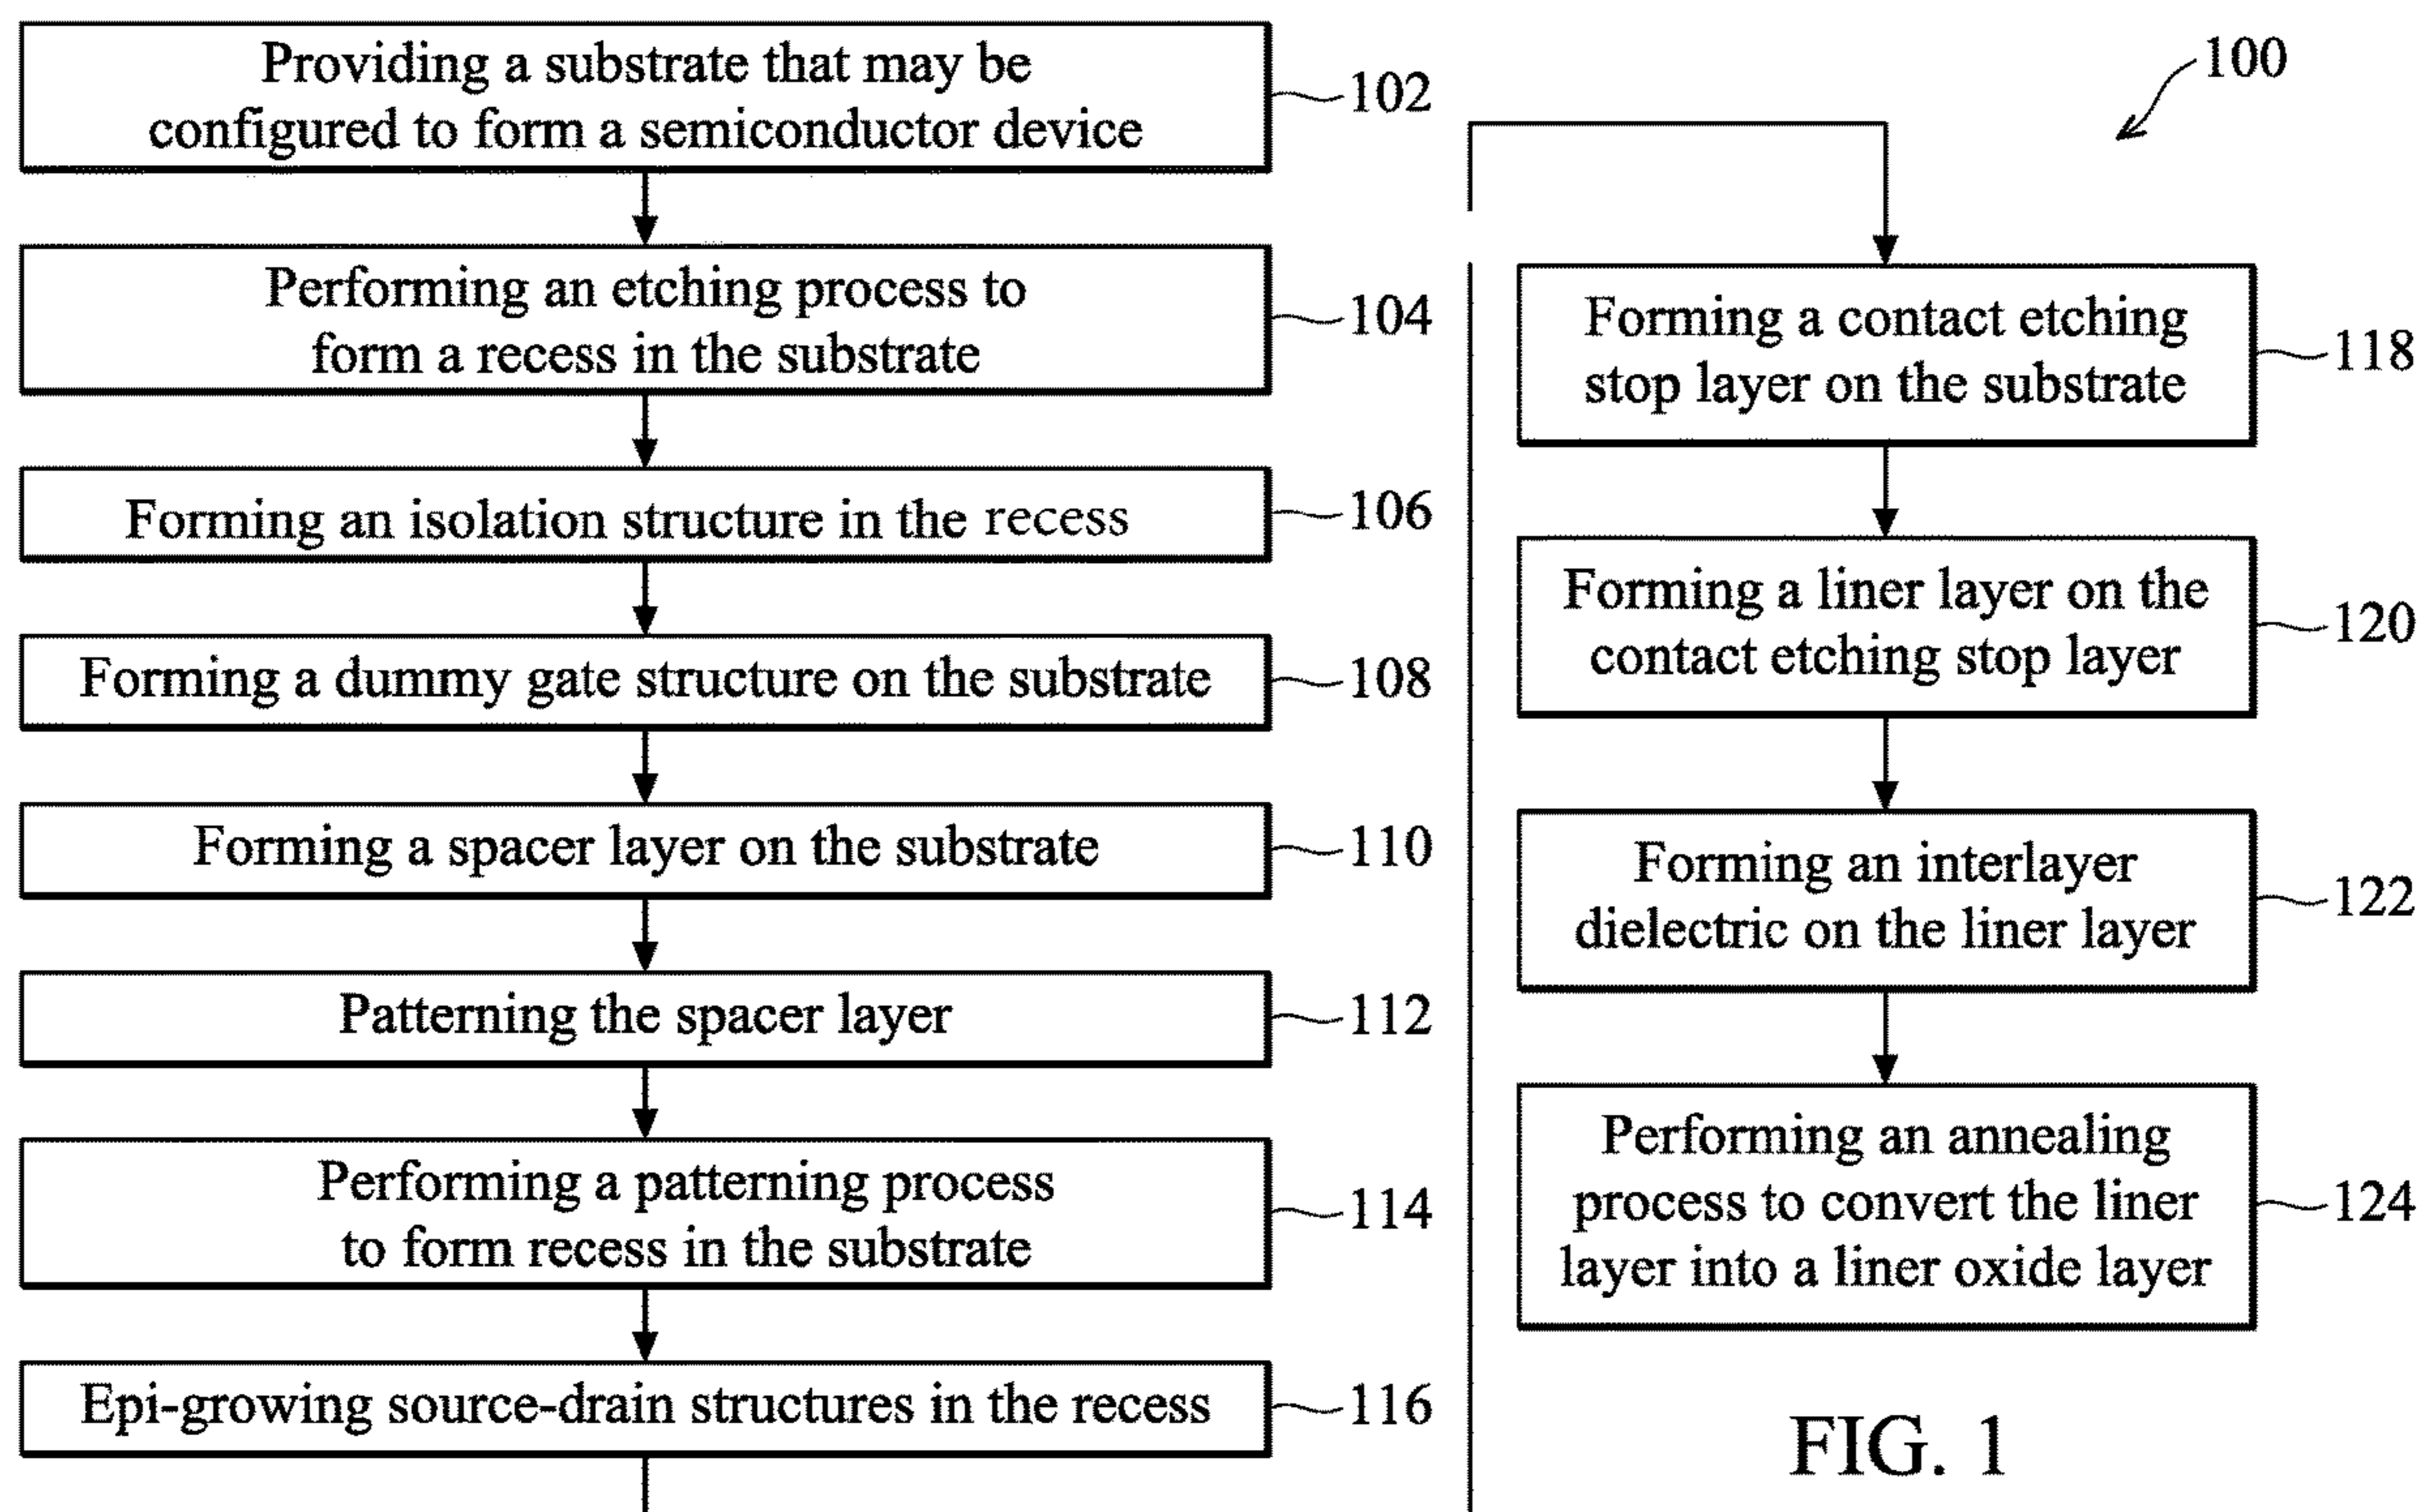 Providing a substrate that may be
configured to form a semiconductor device
102
Performing an etching process to
form a recess in the substrate
104
Forming an isolation structure in the recess
106
Forming a dummy gate structure on the substrate
108
Forming a spacer layer on the substrate
110
Patterning the spacer layer
112
Performing a patterning process
to form recess in the substrate
114
Epi-growing source-drain structures in the recess
116
100
Forming a contact etching
stop layer on the substrate
118
Forming a liner layer on the
contact etching stop layer
120
Forming an interlayer
dielectric on the liner layer
122
Performing an annealing
process to convert the liner
layer into a liner oxide layer
124
FIG. 1